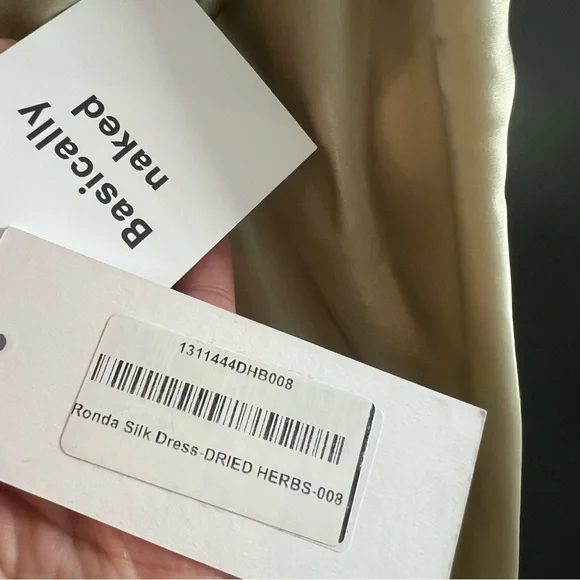 Basically
naked
1311444DHB008
Ronda Silk Dress-DRIED HERBS-008